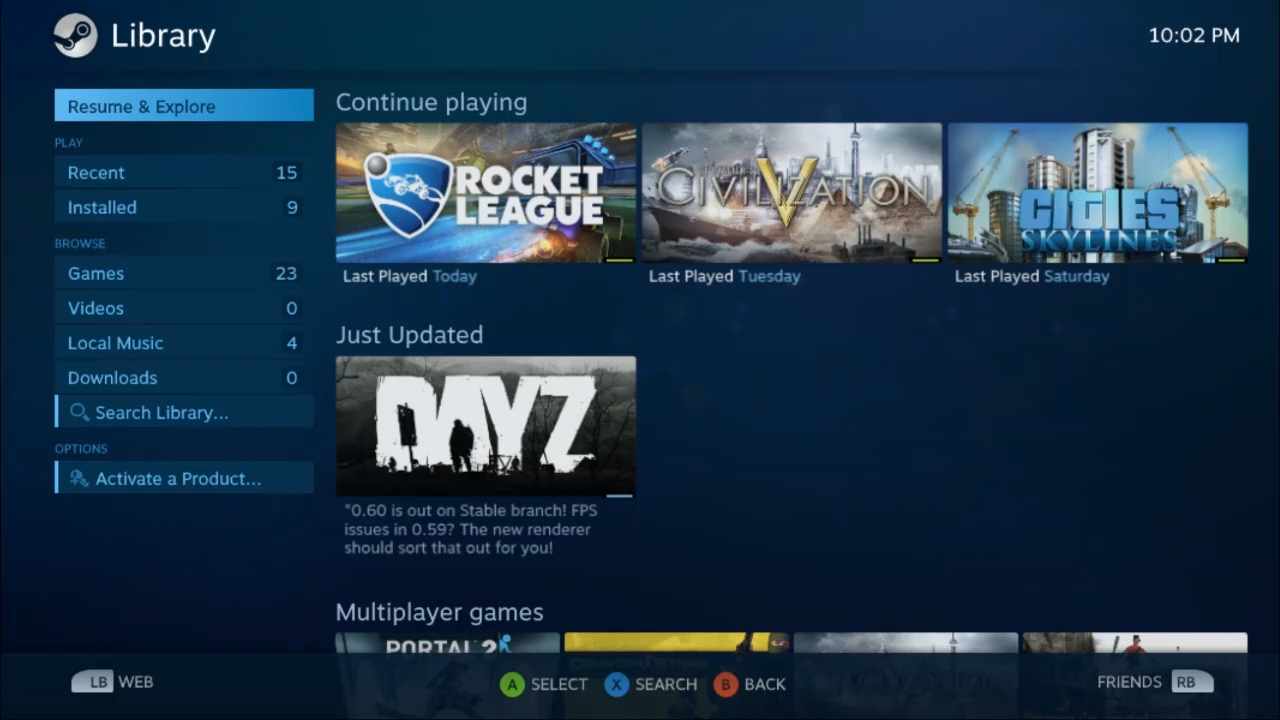 Library
10:02 PM
Resume & Explore
PLAY
Recent 15
Installed 9
BROWSE
Games 23
Videos 0
Local Music 4
Downloads 0
Search Library...
OPTIONS
Activate a Product...
Continue playing
ROCKET
LEAGUE
CIVILIZATION
V
CITIES
SKYLINES
Last Played Today
Last Played Tuesday
Last Played Saturday
Just Updated
DAYZ
"0.60 is out on Stable branch! FPS
issues in 0.59? The new renderer
should sort that out for you!
Multiplayer games
PORTAL 2
COUNTER STRIKE
CIVILIZATION
LB WEB
A SELECT X SEARCH B BACK
FRIENDS RB